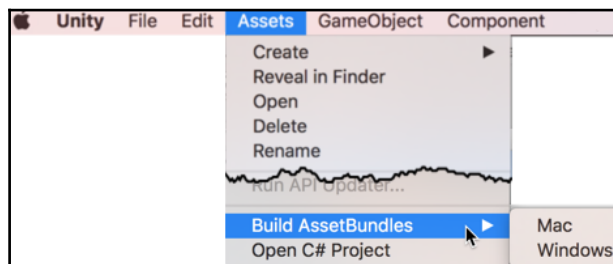 Unity File Edit Assets GameObject Component
Create
Reveal in Finder
Open
Delete
Rename
Run API Updater...
Build AssetBundles Mac
Open C# Project Windows